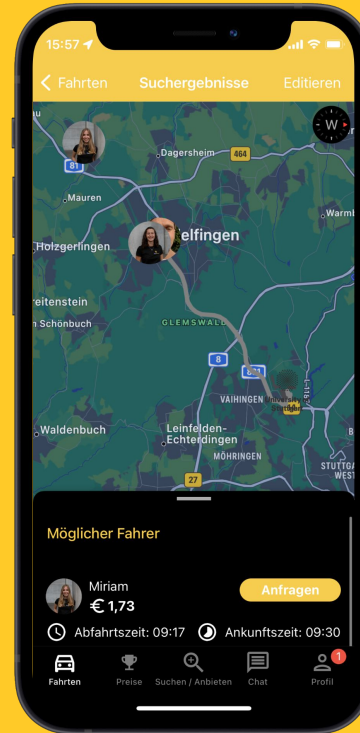 15:57
Fahrten
Suchergebnisse
Editieren
W
Dagersheim
464
81
Mauren
elfingen
Holzgerlingen
reitenstein
Schönbuch
GLEMSWALD
8
VAIHINGEN
Universität
Stuttgart
Waldenbuch
Leinfelden-
Echterdingen
MÖHRINGEN
27
STUTTGA
WEST
Möglicher Fahrer
Miriam
€ 1,73
Anfragen
Abfahrtszeit: 09:17
Ankunftszeit: 09:30
Fahrten
Preise
Suchen / Anbieten
Chat
1
Profil